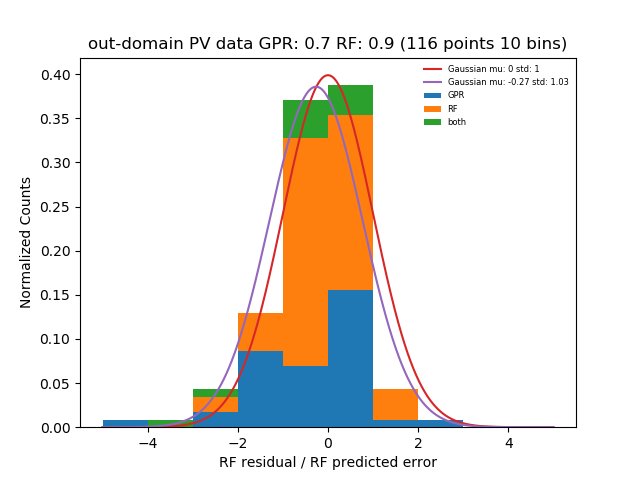 out-domain PV data GPR: 0.7 RF: 0.9 (116 points 10 bins)
Gaussian mu: 0 std: 1
Gaussian mu: -0.27 std: 1.03
GPR
RF
both
Normalized Counts
0.40
0.35
0.30
0.25
0.20
0.15
0.10
0.05
0.00
−4 −2 0 2 4
RF residual / RF predicted error